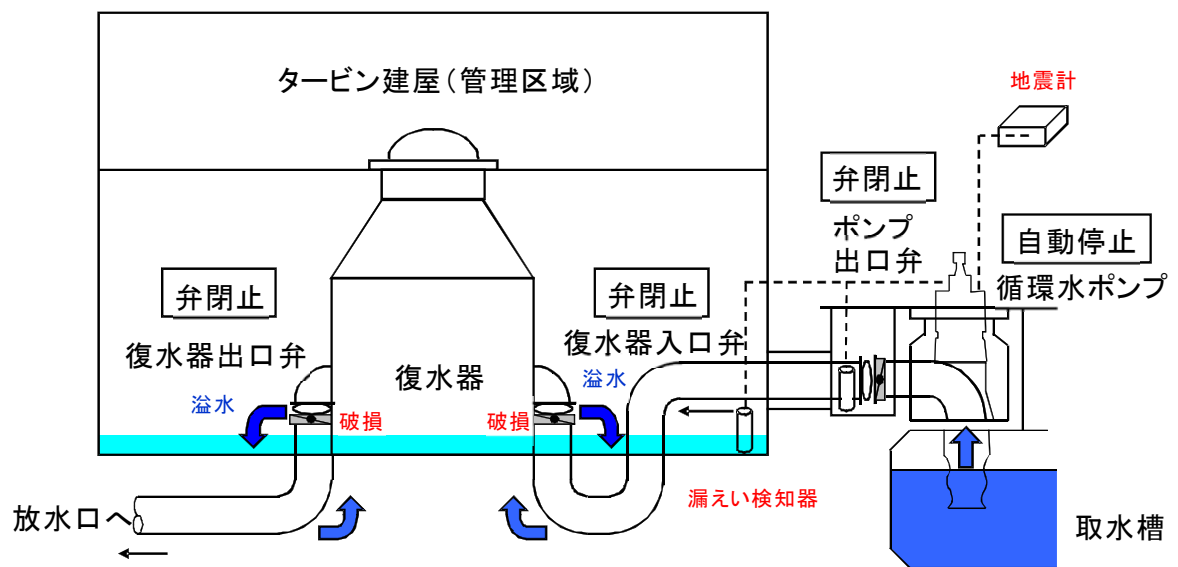 タービン建屋（管理区域）
地震計
弁閉止
ポンプ
出口弁
自動停止
循環水ポンプ
弁閉止
復水器出口弁
弁閉止
復水器入口弁
復水器
溢水
溢水
破損
破損
漏えい検知器
放水口へ
取水槽